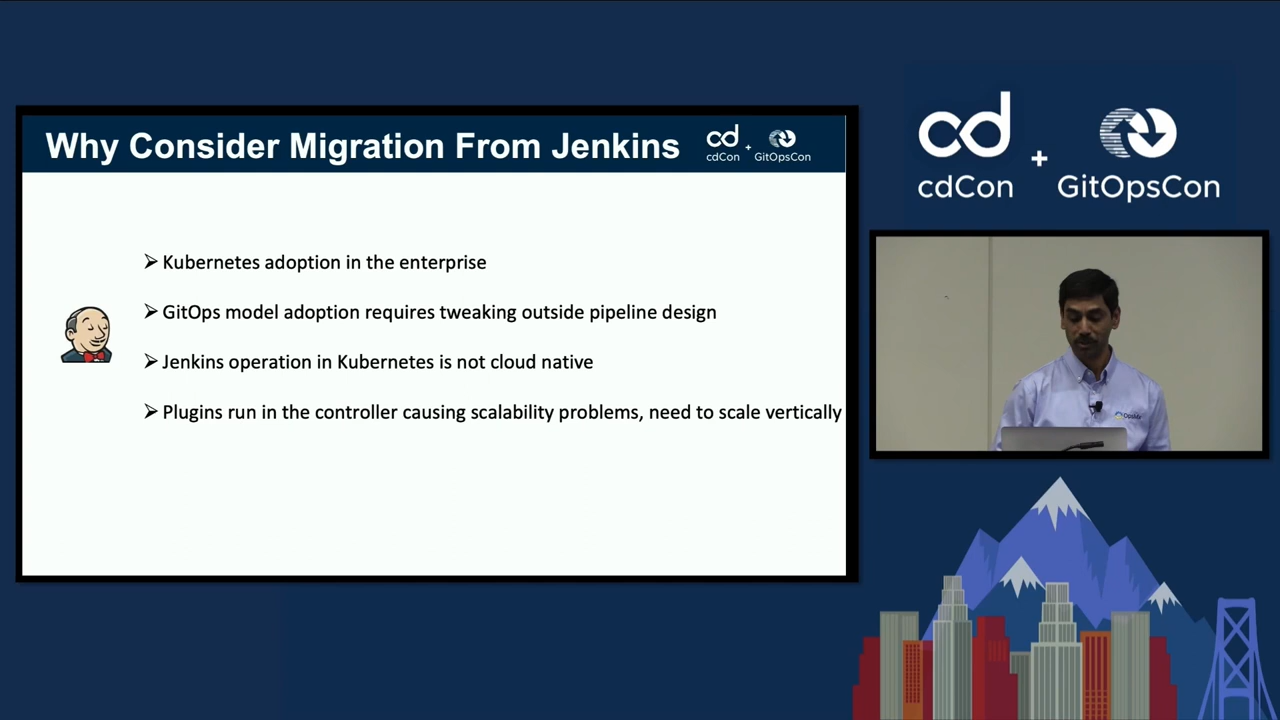 Why Consider Migration From Jenkins
cd
cdCon
+
GitOpsCon
Kubernetes adoption in the enterprise
GitOps model adoption requires tweaking outside pipeline design
Jenkins operation in Kubernetes is not cloud native
Plugins run in the controller causing scalability problems, need to scale vertically
cd
cdCon
+
GitOpsCon
OpsMx